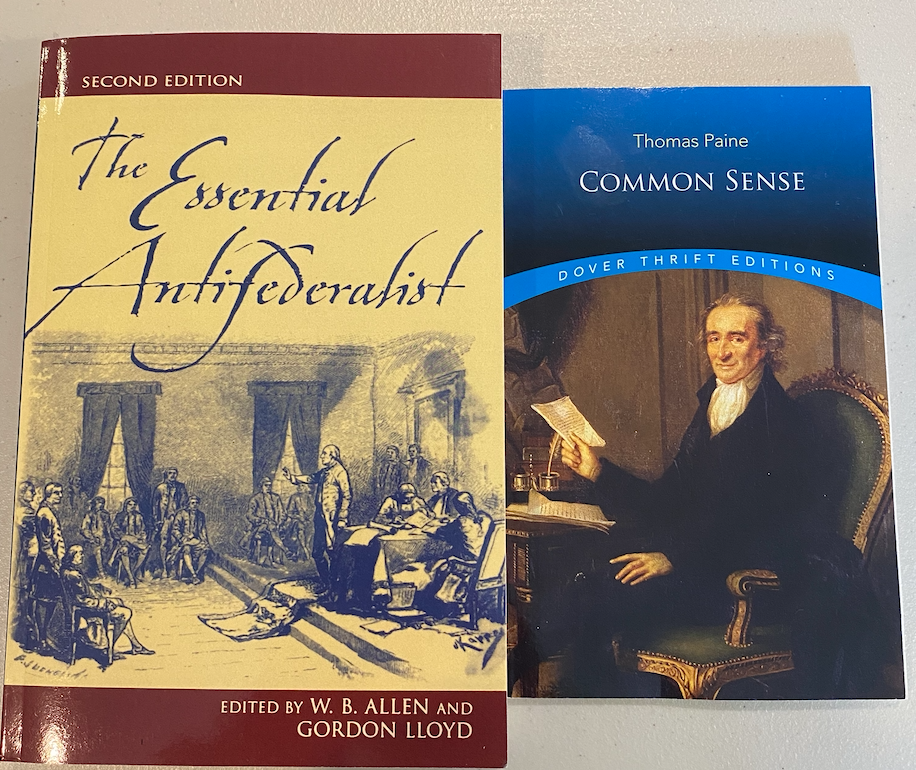 SECOND EDITION
The
Essential
Antifederalist
EDITED BY W. B. ALLEN AND
GORDON LLOYD
Thomas Paine
COMMON SENSE
DOVER THRIFT EDITIONS